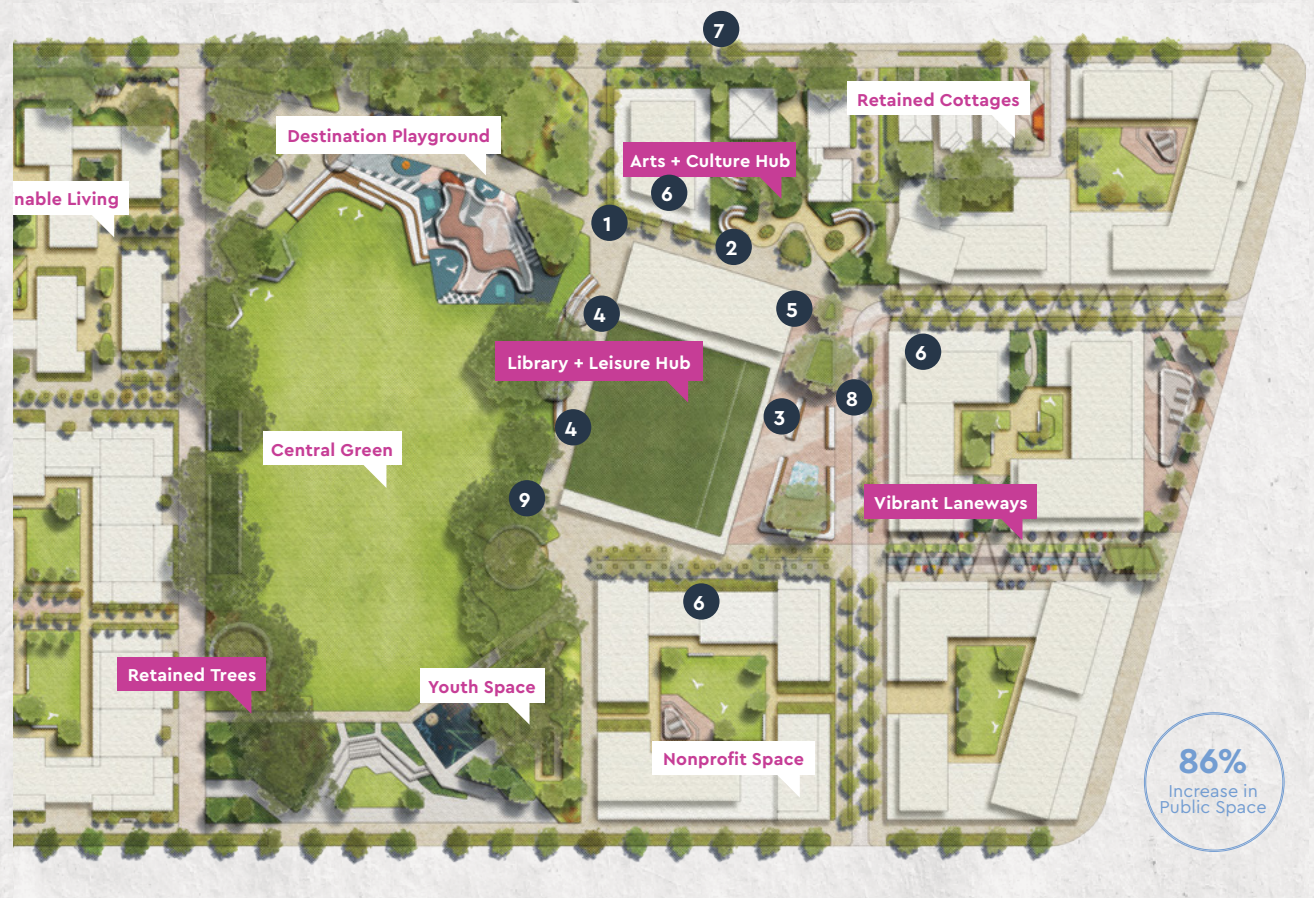 7
Retained Cottages
Destination Playground
Arts + Culture Hub
6
nable Living
1
2
4
5
Library + Leisure Hub
6
8
3
4
Central Green
9
Vibrant Laneways
6
Retained Trees
Youth Space
Nonprofit Space
86%
Increase in
Public Space